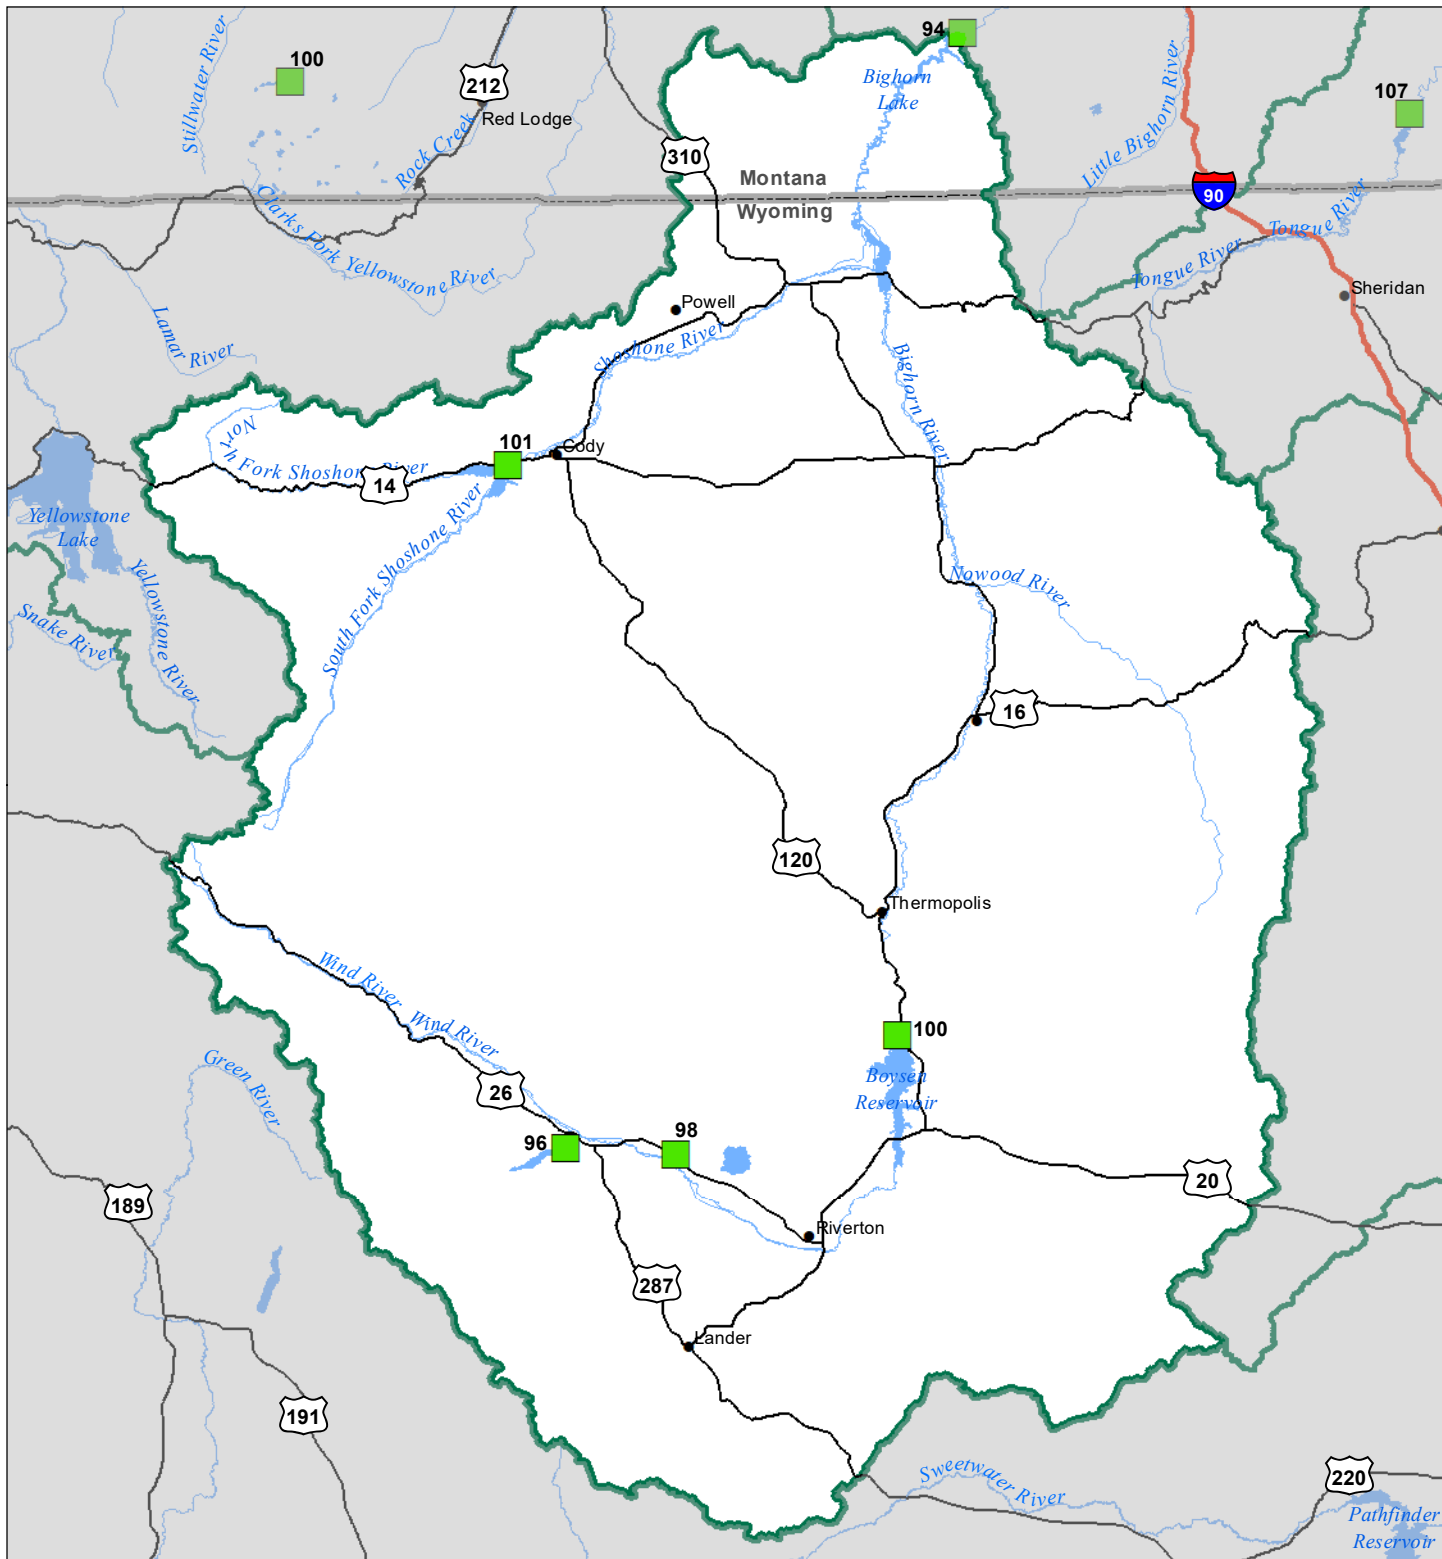 Stillwater River
100
212
Red Lodge
Rock Creek
94
Bighorn
Lake
Little Bighorn River
107
310
Montana
Wyoming
90
Clarks Fork Yellowstone River
Tongue River
Tongue River
Sheridan
Lamar River
Powell
Shoshone River
Bighorn River
North Fork Shoshone River
101
Cody
14
Yellowstone
Lake
Yellowstone River
Snake River
South Fork Shoshone River
Nowood River
16
120
Thermopolis
Wind River
Wind River
100
Boysen
Reservoir
Green River
26
96
98
20
189
Riverton
287
Lander
191
Sweetwater River
220
Pathfinder
Reservoir